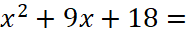 x² + 9x + 18 =